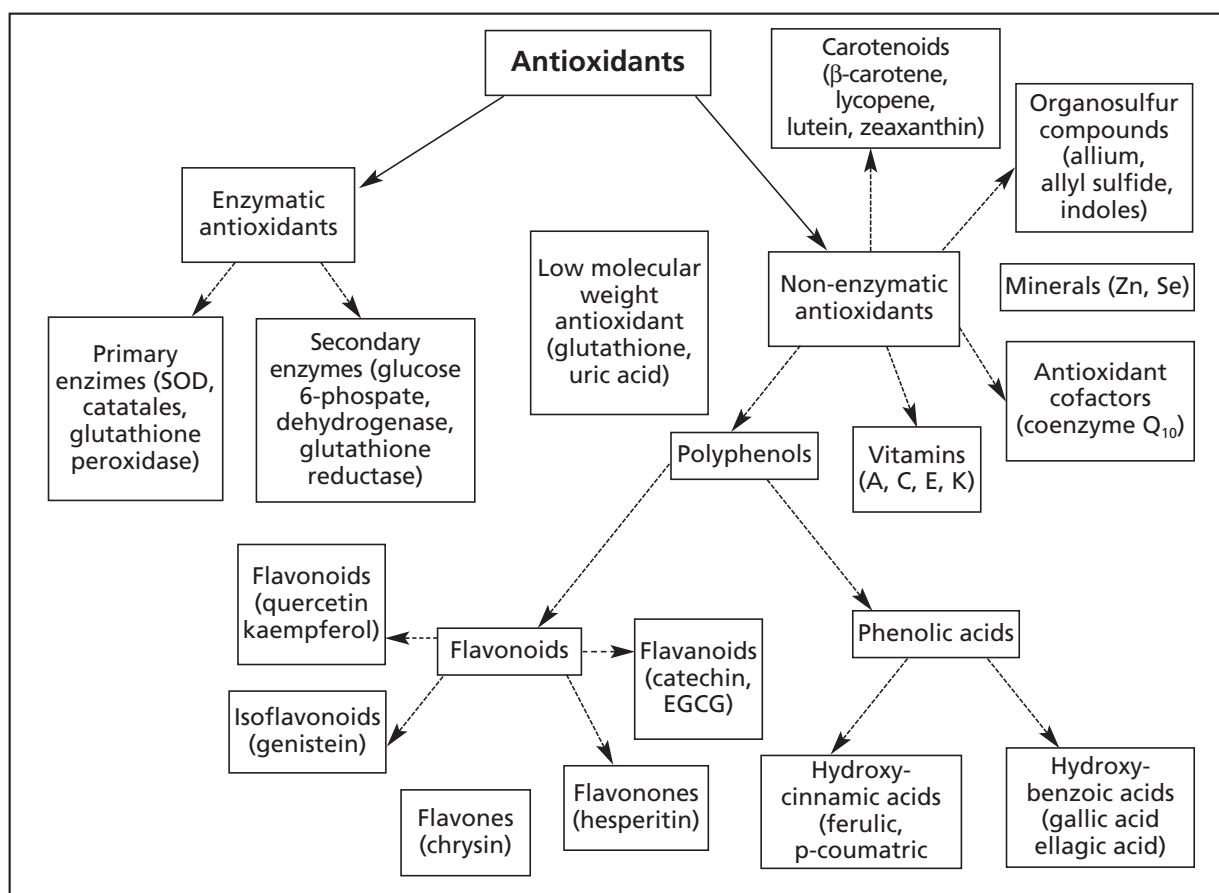 Antioxidants
Carotenoids
(β-carotene,
lycopene,
lutein, zeaxanthin)
Organosulfur
compounds
(allium,
allyl sulfide,
indoles)
Enzymatic
antioxidants
Low molecular
weight
antioxidant
(glutathione,
uric acid)
Non-enzymatic
antioxidants
Minerals (Zn, Se)
Primary
enzimes (SOD,
catatales,
glutathione
peroxidase)
Secondary
enzymes (glucose
6-phospate,
dehydrogenase,
glutathione
reductase)
Antioxidant
cofactors
(coenzyme Q₁₀)
Polyphenols
Vitamins
(A, C, E, K)
Flavonoids
(quercetin
kaempferol)
Flavonoids
Flavanoids
(catechin,
EGCG)
Phenolic acids
Isoflavonoids
(genistein)
Flavones
(chrysin)
Flavonones
(hesperitin)
Hydroxy-
cinnamic acids
(ferulic,
p-coumatric
Hydroxy-
benzoic acids
(gallic acid
ellagic acid)